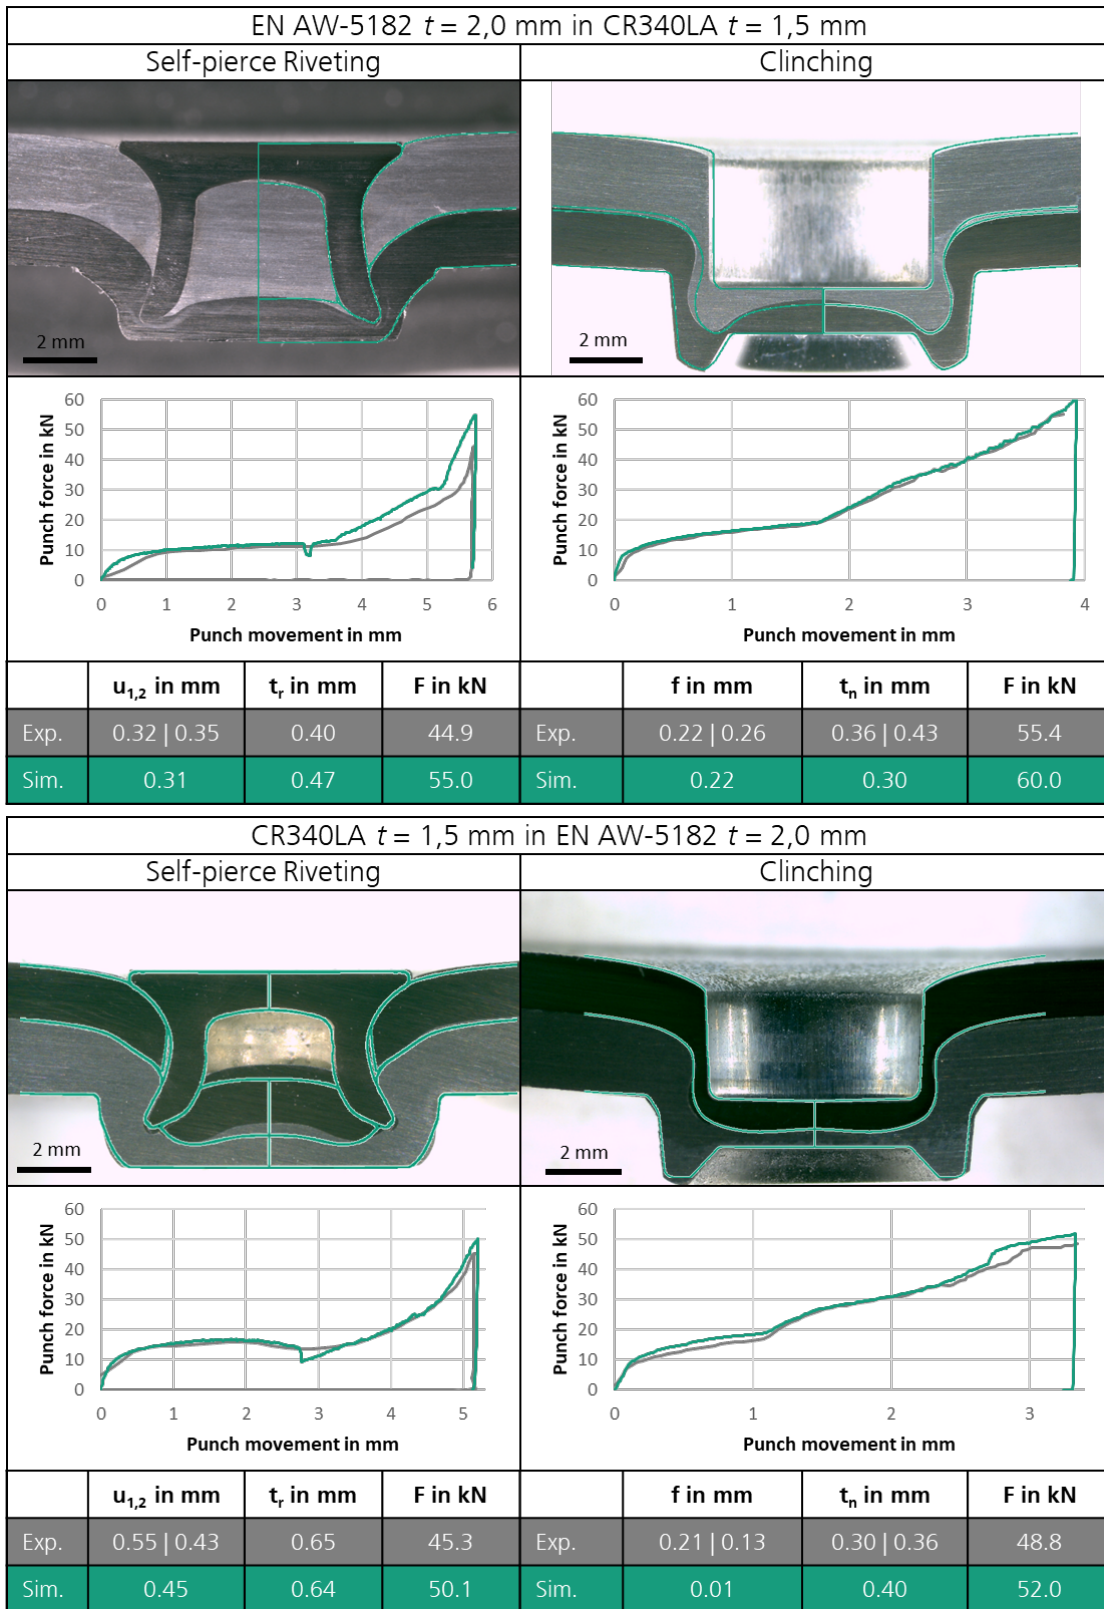 EN AW-5182 t = 2,0 mm in CR340LA t = 1,5 mm
Self-pierce Riveting
Clinching
2 mm
2 mm
Punch force in kN
60
50
40
30
20
10
0
0 1 2 3 4 5 6
Punch movement in mm
Punch force in kN
60
50
40
30
20
10
0
0 1 2 3 4
Punch movement in mm
u1,2 in mm tr in mm F in kN f in mm tn in mm F in kN
Exp. 0.32 | 0.35 0.40 44.9 Exp. 0.22 | 0.26 0.36 | 0.43 55.4
Sim. 0.31 0.47 55.0 Sim. 0.22 0.30 60.0
CR340LA t = 1,5 mm in EN AW-5182 t = 2,0 mm
Self-pierce Riveting
Clinching
2 mm
2 mm
Punch force in kN
60
50
40
30
20
10
0
0 1 2 3 4 5
Punch movement in mm
Punch force in kN
60
50
40
30
20
10
0
0 1 2 3
Punch movement in mm
u1,2 in mm tr in mm F in kN f in mm tn in mm F in kN
Exp. 0.55 | 0.43 0.65 45.3 Exp. 0.21 | 0.13 0.30 | 0.36 48.8
Sim. 0.45 0.64 50.1 Sim. 0.01 0.40 52.0